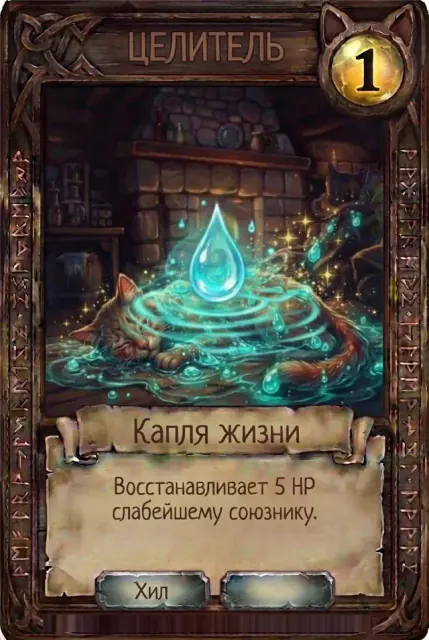 ЦЕЛИТЕЛЬ
1
Капля жизни
Восстанавливает 5 HP
слабейшему союзнику.
Хил